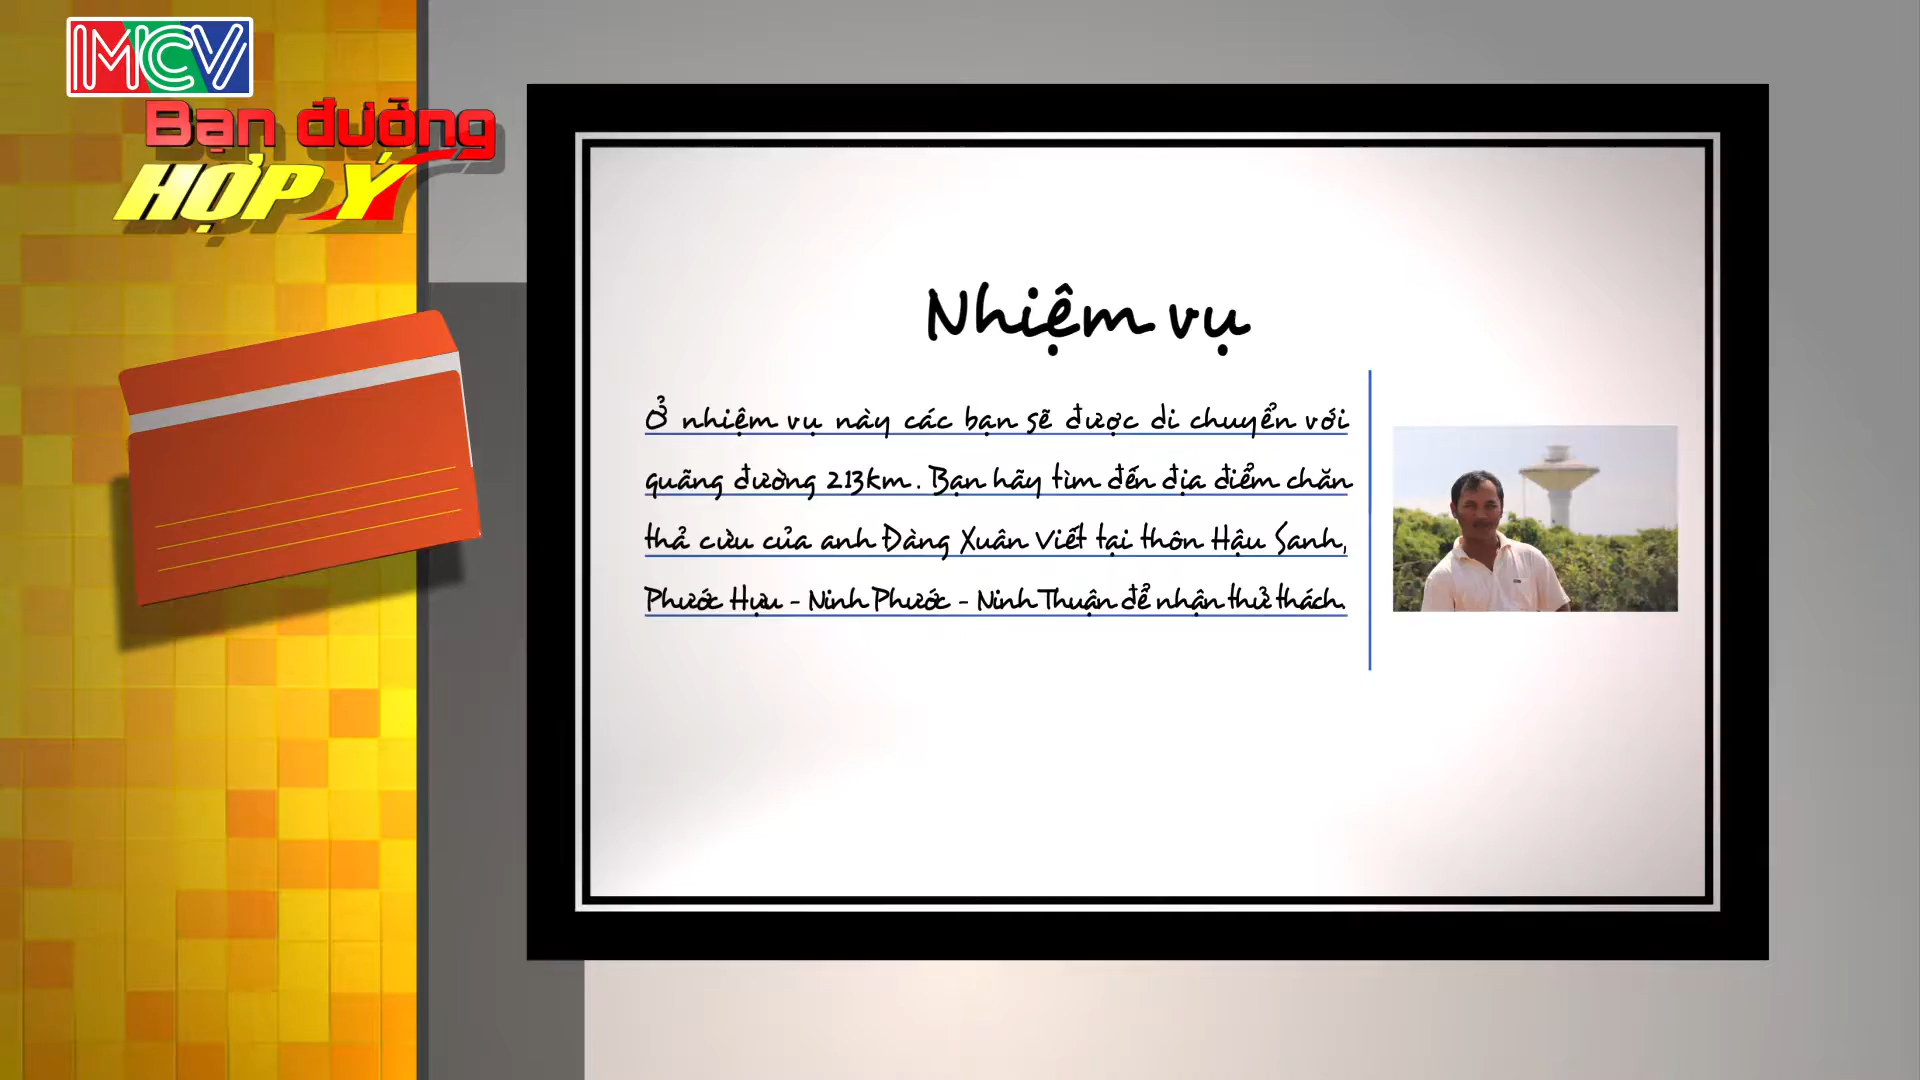 MCV
Bạn đường
HỢP Ý
Nhiệm vụ
Ở nhiệm vụ này các bạn sẽ được di chuyển với
quãng đường 213km. Bạn hãy tìm đến địa điểm chăn
thả cừu của anh Đàng Xuân Viết tại thôn Hậu Sanh,
Phước Hựu - Ninh Phước - Ninh Thuận để nhận thử thách.